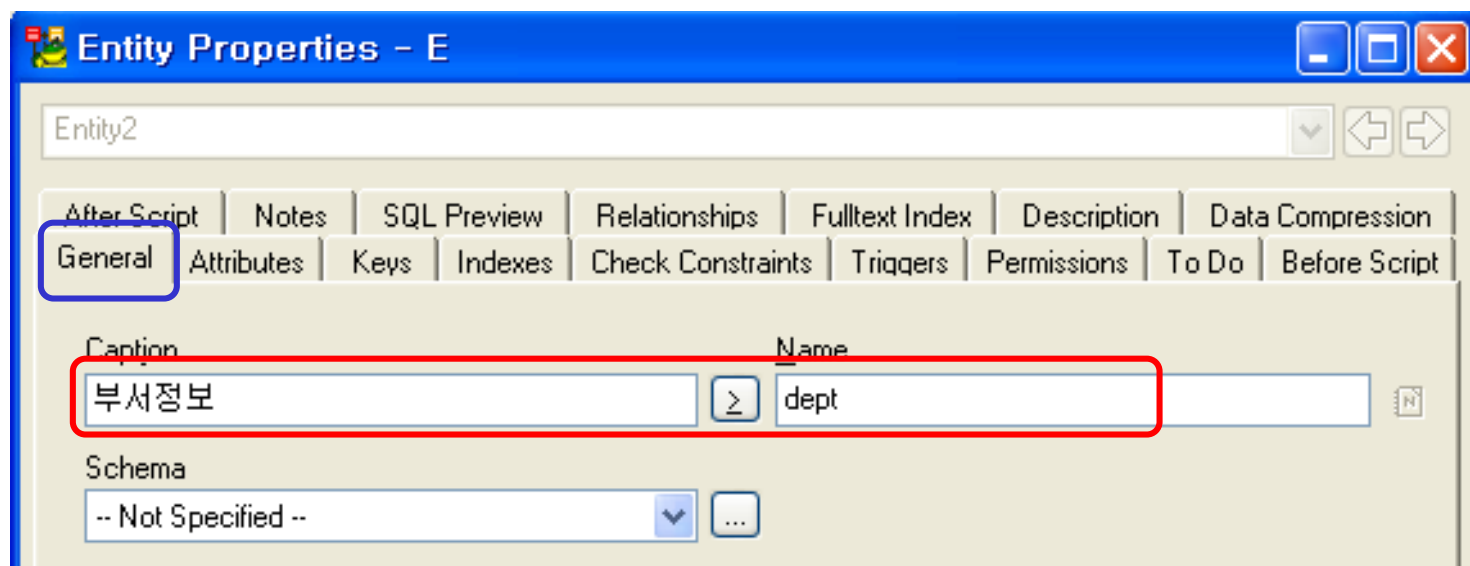 Entity Properties - E
Entity2
After Script Notes SQL Preview Relationships Fulltext Index Description Data Compression
General Attributes Keys Indexes Check Constraints Triggers Permissions To Do Before Script
Caption Name
부서정보 > dept
Schema
-- Not Specified -- ...